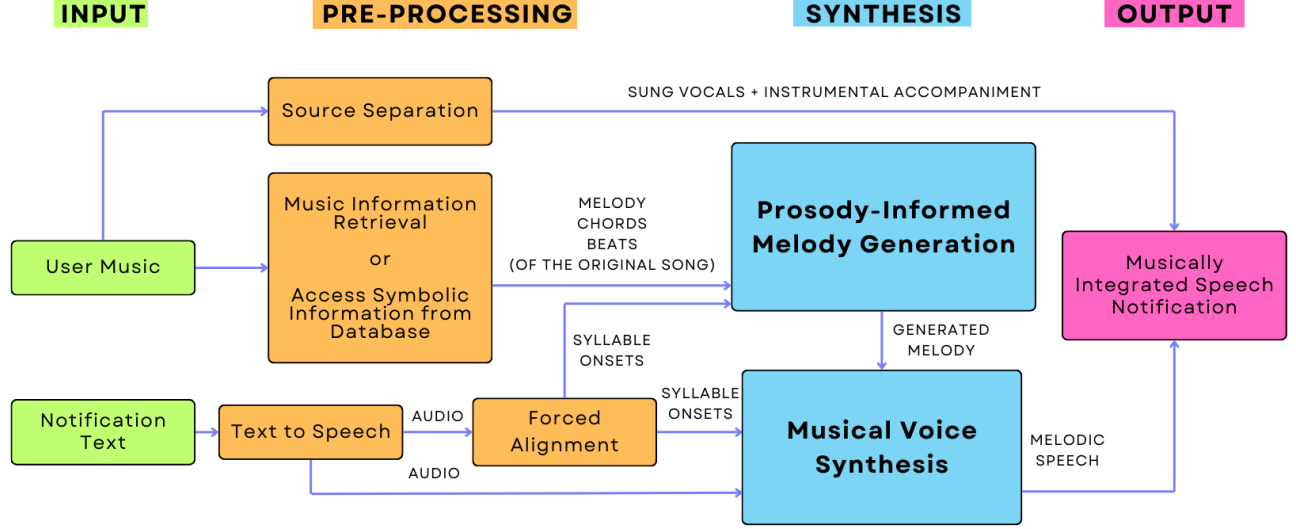 INPUT
PRE-PROCESSING
SYNTHESIS
OUTPUT
Source Separation
SUNG VOCALS + INSTRUMENTAL ACCOMPANIMENT
User Music
Music Information
Retrieval
or
Access Symbolic
Information from
Database
MELODY
CHORDS
BEATS
(OF THE ORIGINAL SONG)
Prosody-Informed
Melody Generation
Musically
Integrated Speech
Notification
SYLLABLE
ONSETS
GENERATED
MELODY
Notification
Text
Text to Speech
AUDIO
Forced
Alignment
SYLLABLE
ONSETS
AUDIO
Musical Voice
Synthesis
MELODIC
SPEECH